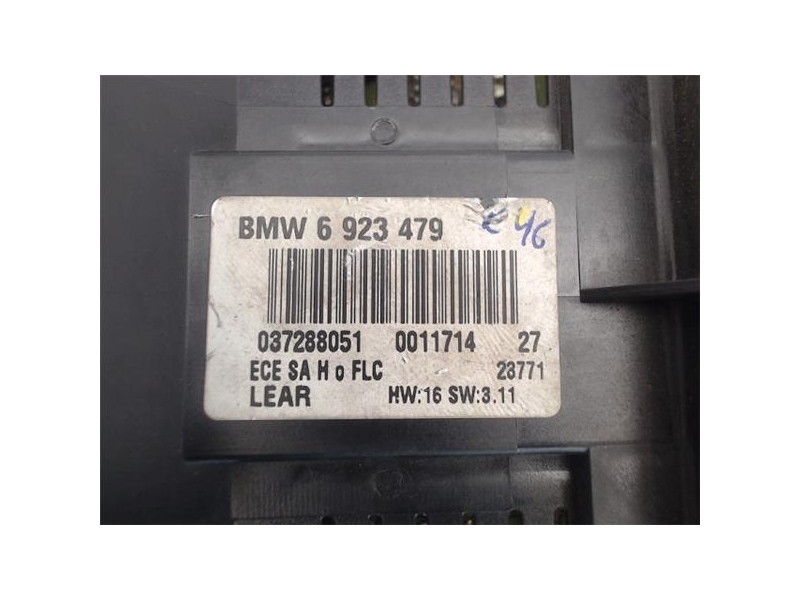 BMW 6 923 479 E46
037288051 0011714 27
ECE SA H o FLC 23771
LEAR HW:16 SW:3.11